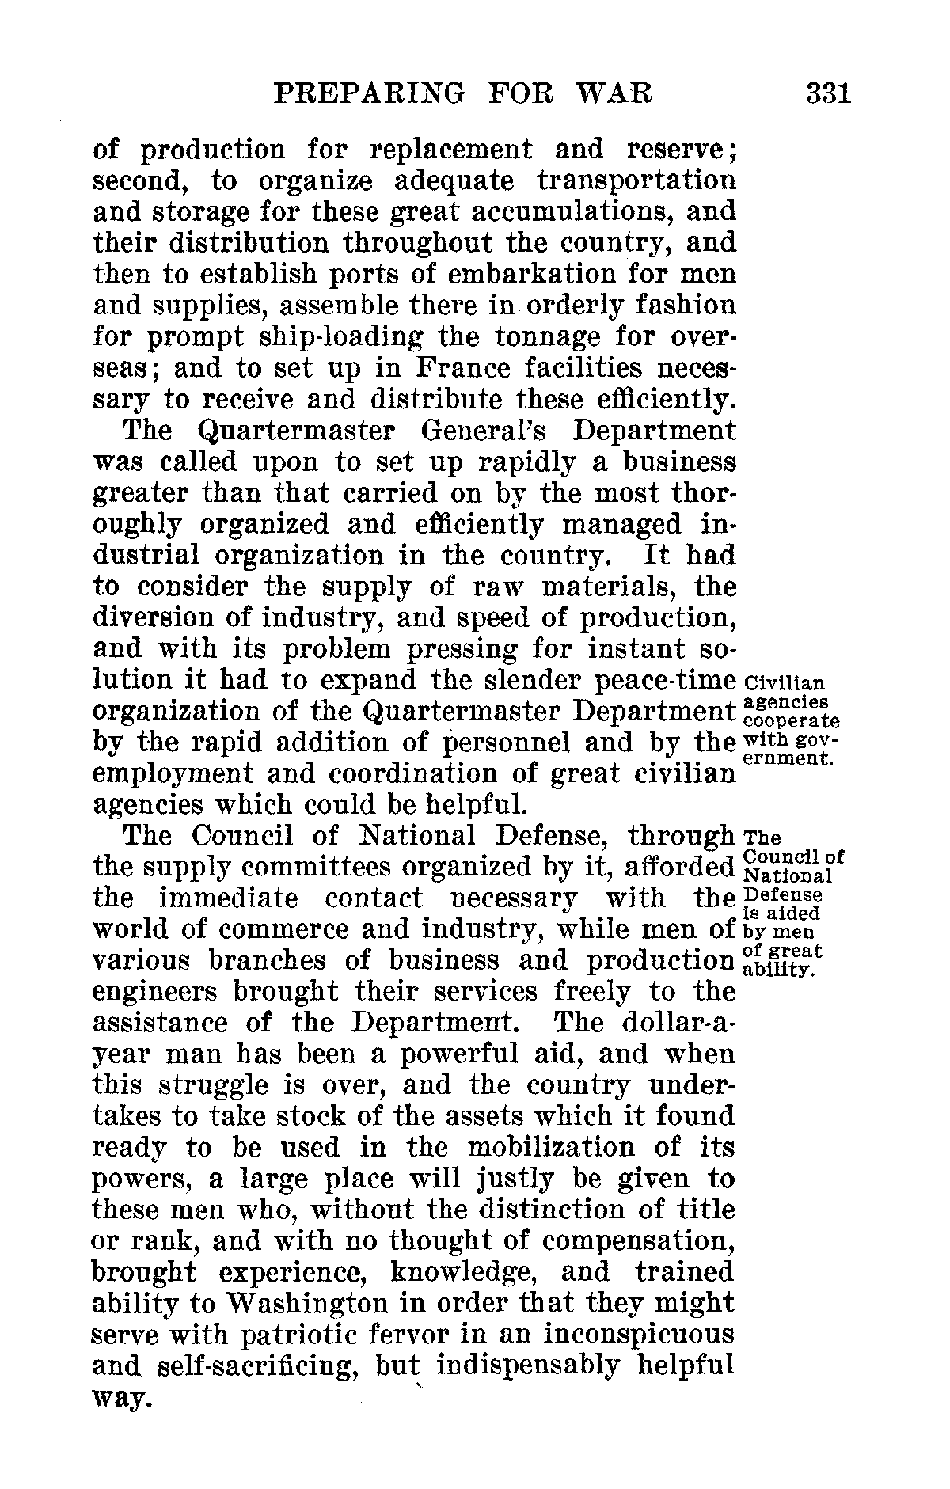 PREPARING FOR WAR 331
of production for replacement and reserve;
second, to organize adequate transportation
and storage for these great accumulations, and
their distribution throughout the country, and
then to establish ports of embarkation for men
and supplies, assemble there in orderly fashion
for prompt ship-loading the tonnage for over-
seas; and to set up in France facilities neces-
sary to receive and distribute these efficiently.
The Quartermaster General's Department
was called upon to set up rapidly a business
greater than that carried on by the most thor-
oughly organized and efficiently managed in-
dustrial organization in the country. It had
to consider the supply of raw materials, the
diversion of industry, and speed of production,
and with its problem pressing for instant so-
lution it had to expand the slender peace-time
organization of the Quartermaster Department
by the rapid addition of personnel and by the
employment and coordination of great civilian
agencies which could be helpful.
Civilian
agencies
cooperate
with gov-
ernment.
The Council of National Defense, through
the supply committees organized by it, afforded
the immediate contact necessary with the
world of commerce and industry, while men of
various branches of business and production
engineers brought their services freely to the
assistance of the Department. The dollar-a-
year man has been a powerful aid, and when
this struggle is over, and the country under-
takes to take stock of the assets which it found
ready to be used in the mobilization of its
powers, a large place will justly be given to
these men who, without the distinction of title
or rank, and with no thought of compensation,
brought experience, knowledge, and trained
ability to Washington in order that they might
serve with patriotic fervor in an inconspicuous
and self-sacrificing, but indispensably helpful
way.
The
Council of
National
Defense
is aided
by men
of great
ability.